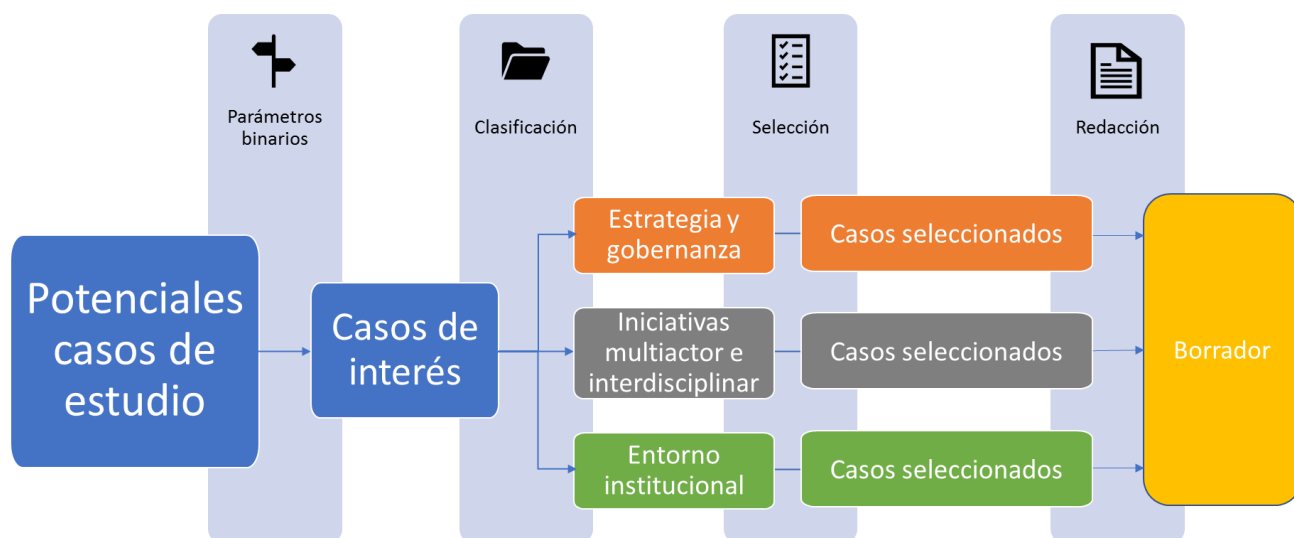 Parámetros
binarios
Clasificación
Selección
Redacción
Potenciales
casos de
estudio
Casos de
interés
Estrategia y
gobernanza
Casos seleccionados
Iniciativas
multiactor e
interdisciplinar
Casos seleccionados
Entorno
institucional
Casos seleccionados
Borrador